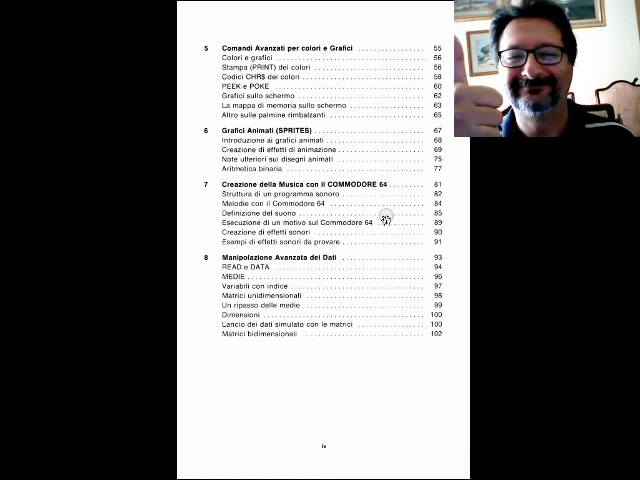 5 Comandi Avanzati per colori e Grafici 55
Colori e grafici 56
Stampa (PRINT) dei colori 56
Codici CHR$ dei colori 58
PEEK e POKE 60
Grafici sullo schermo 62
La mappa di memoria sullo schermo 63
Altro sulle palmine rimbalzanti 65
6 Grafici Animati (SPRITES) 67
Introduzione ai grafici animati 68
Creazione di effetti di animazione 69
Note ulteriori sui disegni animati 75
Aritmetica binaria 77
7 Creazione della Musica con il COMMODORE 64 81
Struttura di un programma sonoro 82
Melodie con il Commodore 64 84
Definizione del suono 85
Esecuzione di un motivo sul Commodore 64 89
Creazione di effetti sonori 90
Esempi di effetti sonori da provare 91
8 Manipolazione Avanzata dei Dati 93
READ e DATA 94
MEDIE 96
Variabili con indice 97
Matrici unidimensionali 98
Un ripasso delle medie 99
Dimensioni 100
Lancio dei dati simulato con le matrici 100
Matrici bidimensionali 102
iv